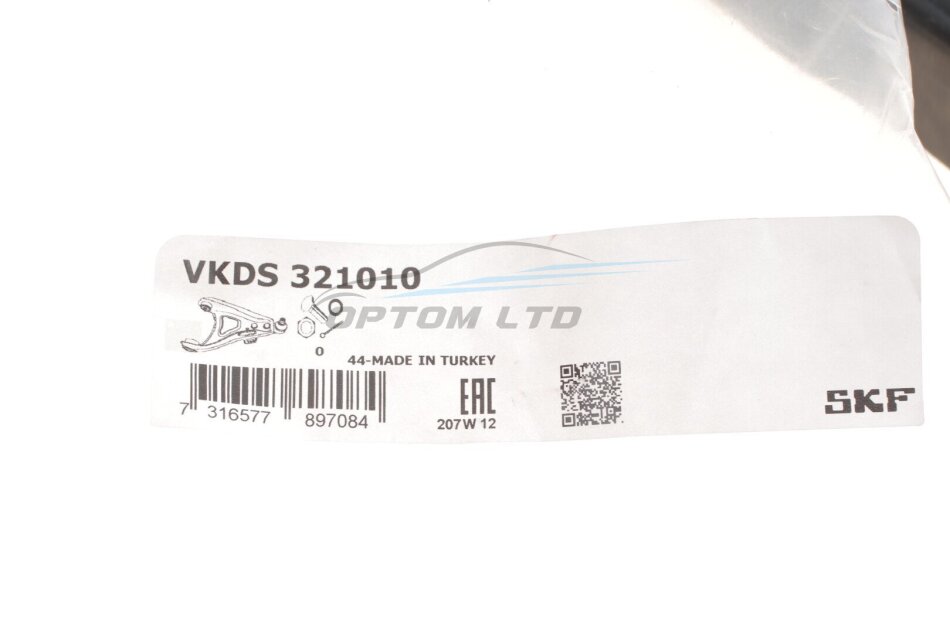 VKDS 321010
OPTOM LTD
0
44-MADE IN TURKEY
7 316577 897084
EAC
207W 12
SKF